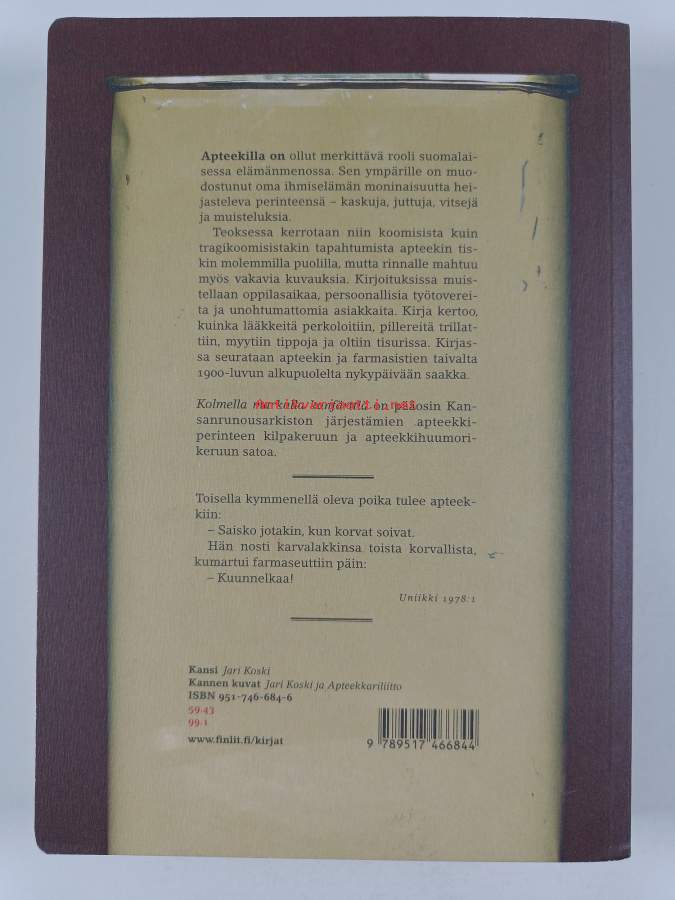 Apteekilla on ollut merkittävä rooli suomalai-
sessa elämänmenossa. Sen ympärille on muo-
dostunut oma ihmiselämän moninaisuutta hei-
jasteleva perinteensä – kaskuja, juttuja, vitsejä
ja muisteluksia.
Teoksessa kerrotaan niin koomisista kuin
tragikoomisistakin tapahtumista apteekin tis-
kin molemmilla puolilla, mutta rinnalle mahtuu
myös vakavia kuvauksia. Kirjoituksissa muis-
tellaan oppilasaikaa, persoonallisia työtoverei-
ta ja unohtumattomia asiakkaita. Kirja kertoo,
kuinka lääkkeitä perkoloitiin, pillereitä trillat-
tiin, myytiin tippoja ja oltiin tisurissa. Kirjas-
sa seurataan apteekin ja farmasistien taivalta
1900-luvun alkupuolelta nykypäivään saakka.
Kolmella markalla on pääosin Kan-
sanrunousarkiston järjestämien apteekki-
perinteen kilpakeruun ja apteekkihuumori-
keruun satoa.
Toisella kymmenellä oleva poika tulee apteek-
kiin:
– Saisko jotakin, kun korvat soivat.
Hän nosti karvalakkinsa toista korvallista,
kumartui farmaseuttiin päin:
– Kuunnelkaa!
Uniikki 1978:1
Kansi Jari Koski
Kannen kuvat Jari Koski ja Apteekkariliitto
ISBN 951-746-684-6
59.43
99.1
www.finlit.fi/kirjat
9 789517 466844